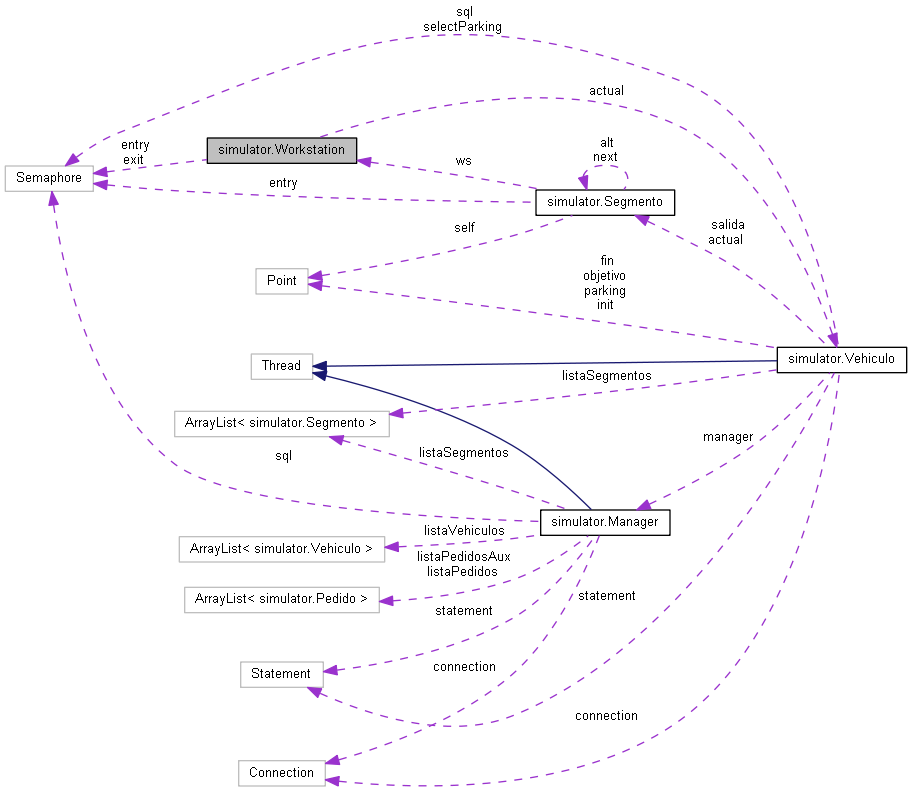 sql
selectParking
actual
simulator.Workstation
entry
exit
alt
next
ws
Semaphore
entry
simulator.Segmento
self
salida
actual
fin
objetivo
parking
init
Point
simulator.Vehiculo
Thread
listaSegmentos
ArrayList< simulator.Segmento >
manager
listaSegmentos
sql
simulator.Manager
listaVehiculos
ArrayList< simulator.Vehiculo >
listaPedidosAux
listaPedidos
ArrayList< simulator.Pedido >
statement
statement
connection
Statement
connection
Connection